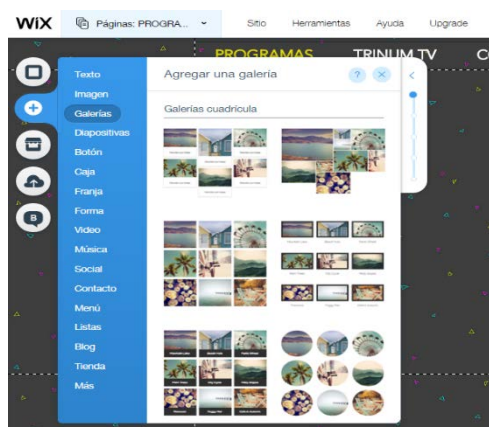 WiX
Páginas: PROGRA...
Sitio
Herramientas
Ayuda
Upgrade
PROGRAMAS
TRINUM TV
C
Texto
Imagen
Galerías
Diapositivas
Botón
Caja
Franja
Forma
Video
Música
Social
Contacto
Menú
Listas
Blog
Tienda
Más
Agregar una galería
?
Galerías cuadrícula
B